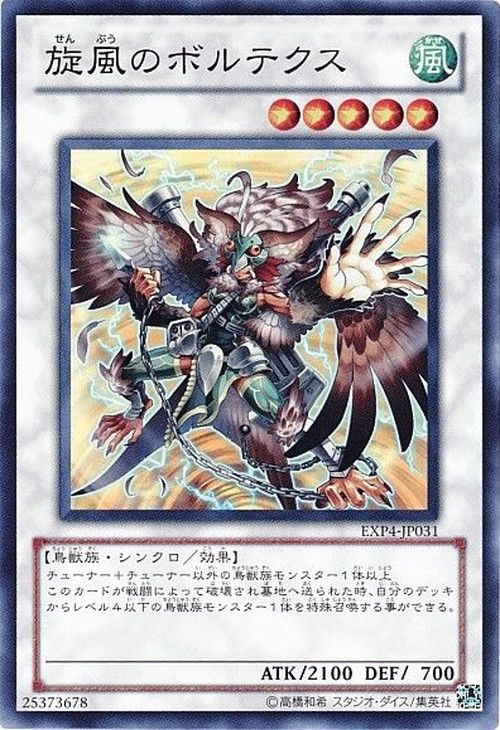 旋風のボルテクス
風
EXP4-JP031
【鳥獣族・シンクロ/効果】
チューナー+チューナー以外の鳥獣族モンスター1体以上
このカードが戦闘によって破壊され墓地へ送られた時、自分のデッキ
からレベル4以下の鳥獣族モンスター1体を特殊召喚する事ができる。
ATK/2100 DEF/ 700
25373678
©高橋和希 スタジオ・ダイス/集英社